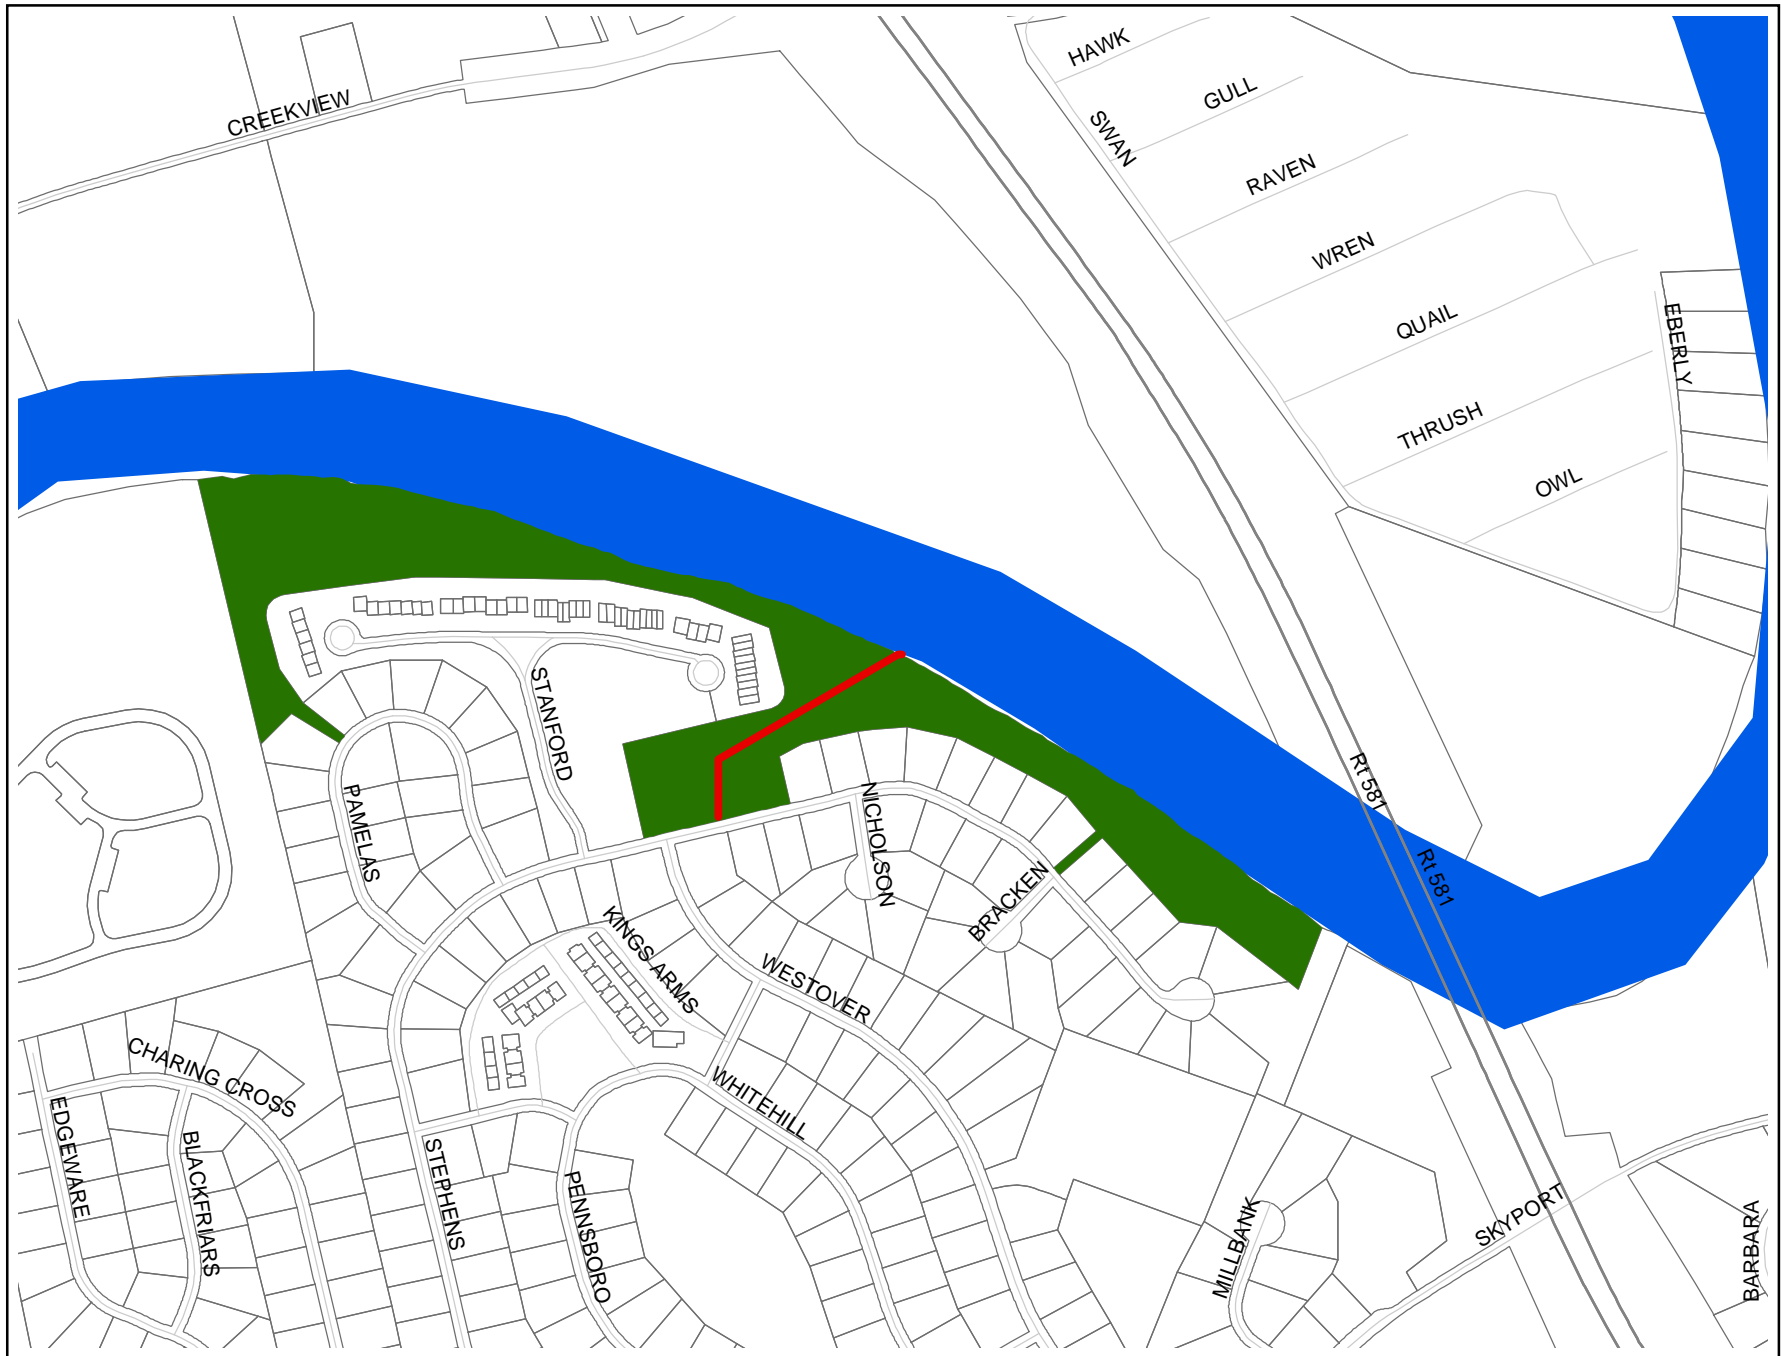 HAWK
GULL
CREEKVIEW
SWAN
RAVEN
WREN
QUAIL
EBERLY
THRUSH
OWL
STANFORD
Rt 581
PAMELAS
NICHOLSON
Rt 581
BRACKEN
KINGS ARMS
WESTOVER
CHARING CROSS
WHITEHILL
EDGEWARE
BLACKFRIARS
STEPHENS
PENNSBORO
MILLBANK
SKYPORT
BARBARA